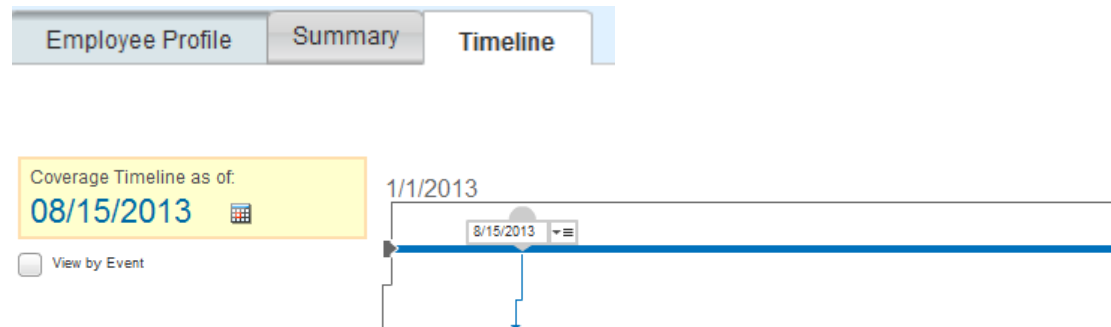 Employee Profile Summary Timeline
Coverage Timeline as of:
08/15/2013
1/1/2013
8/15/2013
View by Event